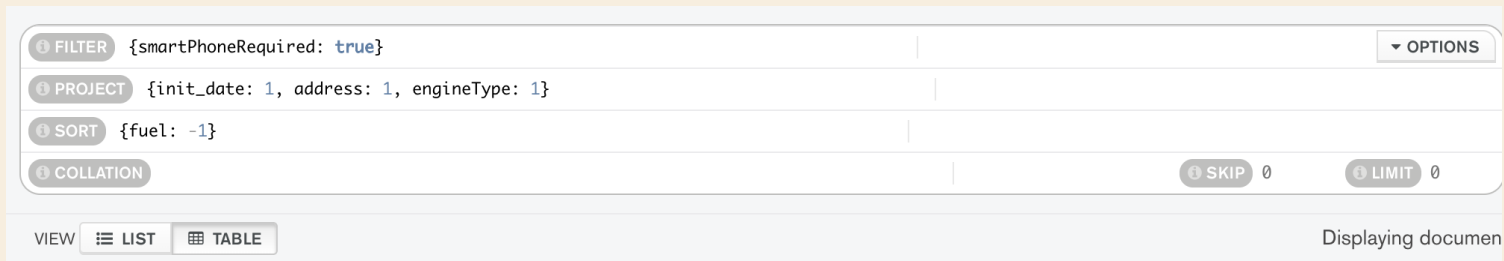 FILTER {smartPhoneRequired: true} OPTIONS
PROJECT {init_date: 1, address: 1, engineType: 1}
SORT {fuel: -1}
COLLATION SKIP 0 LIMIT 0
VIEW LIST TABLE Displaying documen